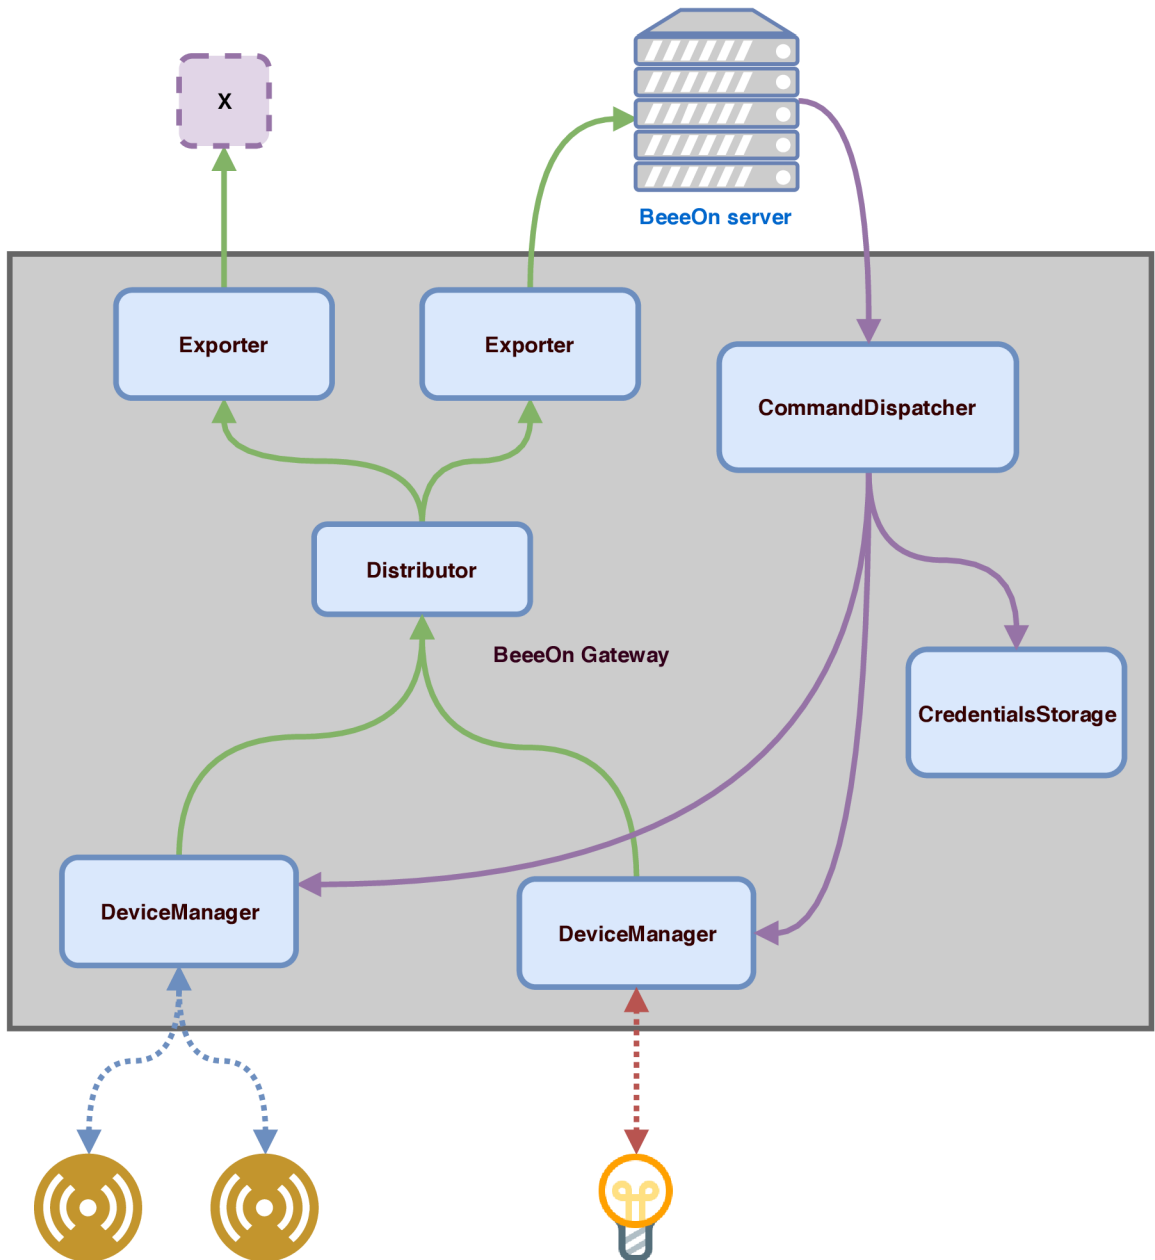 X
BeeeOn server
Exporter
Exporter
CommandDispatcher
Distributor
BeeeOn Gateway
CredentialsStorage
DeviceManager
DeviceManager